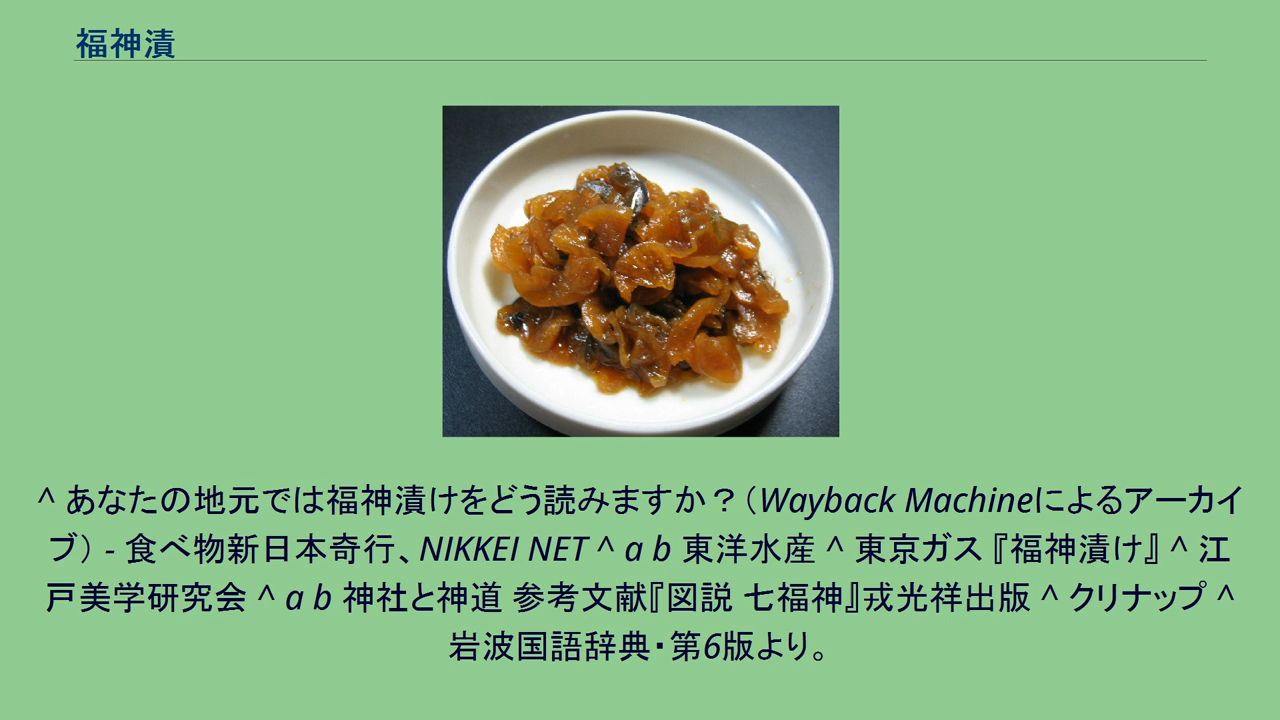 福神漬
^ あなたの地元では福神漬けをどう読みますか？（Wayback Machineによるアーカイ
ブ） - 食べ物新日本奇行、NIKKEI NET ^ a b 東洋水産 ^ 東京ガス『福神漬け』 ^ 江
戸美学研究会 ^ a b 神社と神道 参考文献『図説 七福神』戎光祥出版 ^ クリナップ ^
岩波国語辞典・第6版より。